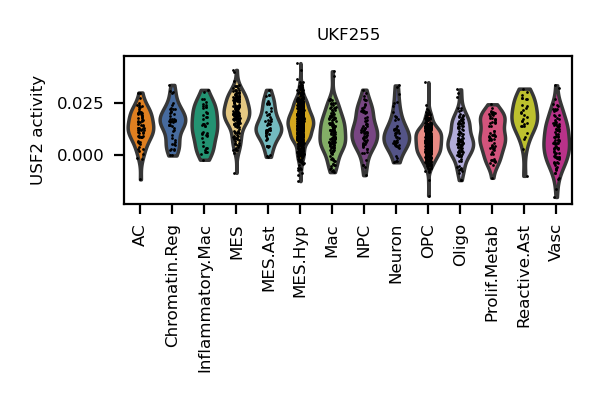 UKF255
USF2 activity
0.025
0.000
AC
Chromatin.Reg
Inflammatory.Mac
MES
MES.Ast
MES.Hyp
Mac
NPC
Neuron
OPC
Oligo
Prolif.Metab
Reactive.Ast
Vasc